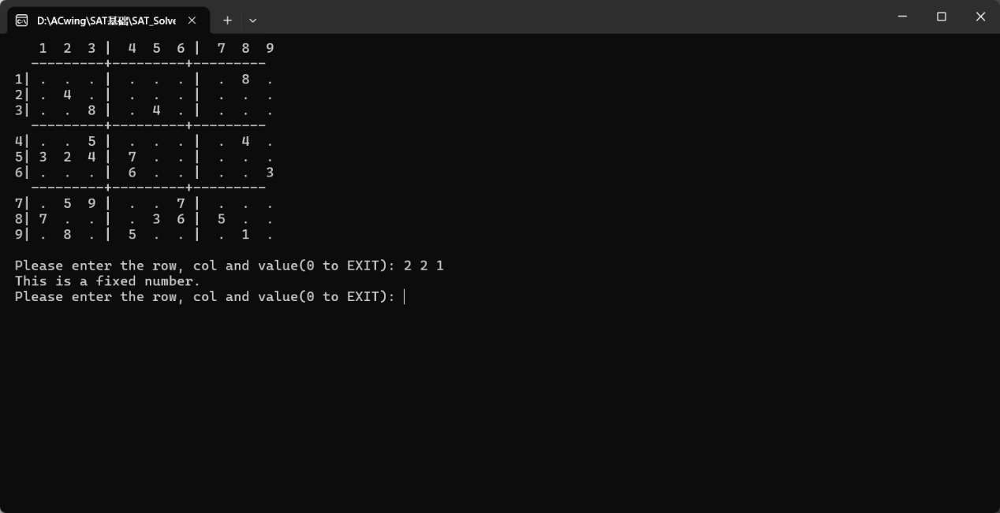 D:\ACwing\SAT基础\SAT_Solve
1 2 3 | 4 5 6 | 7 8 9
---------+---------+---------
1| . . . | . . . | . 8 .
2| . 4 . | . . . | . . .
3| . . 8 | . 4 . | . . .
---------+---------+---------
4| . . 5 | . . . | . 4 .
5| 3 2 4 | 7 . . | . . .
6| . . . | 6 . . | . . 3
---------+---------+---------
7| . 5 9 | . . 7 | . . .
8| 7 . . | . 3 6 | 5 . .
9| . 8 . | 5 . . | . 1 .
Please enter the row, col and value(0 to EXIT): 2 2 1
This is a fixed number.
Please enter the row, col and value(0 to EXIT):